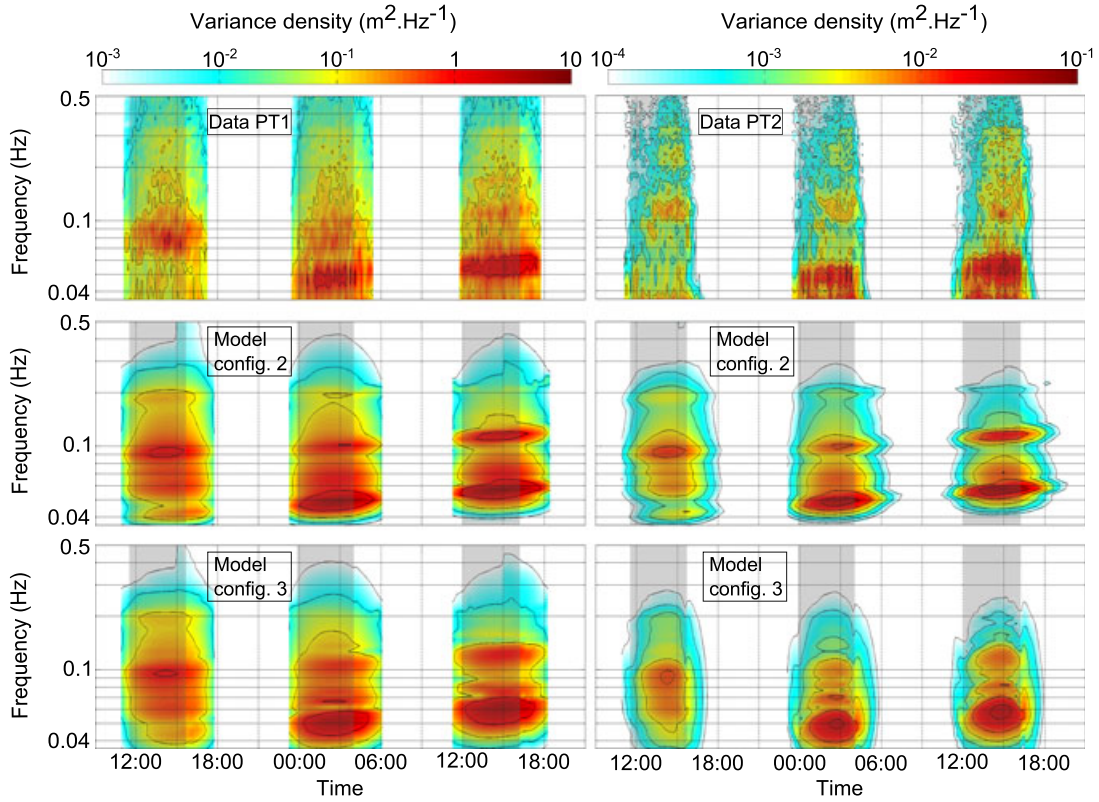 Variance density (m².Hz⁻¹) Variance density (m².Hz⁻¹)
10⁻³ 10⁻² 10⁻¹ 1 10 10⁻⁴ 10⁻³ 10⁻² 10⁻¹
Data PT1 Data PT2
Frequency (Hz)
0.5
0.1
0.04
Model
config. 2
Model
config. 2
Frequency (Hz)
0.5
0.1
0.04
Model
config. 3
Model
config. 3
Frequency (Hz)
0.5
0.1
0.04
12:00 18:00 00:00 06:00 12:00 18:00 12:00 18:00 00:00 06:00 12:00 18:00
Time Time